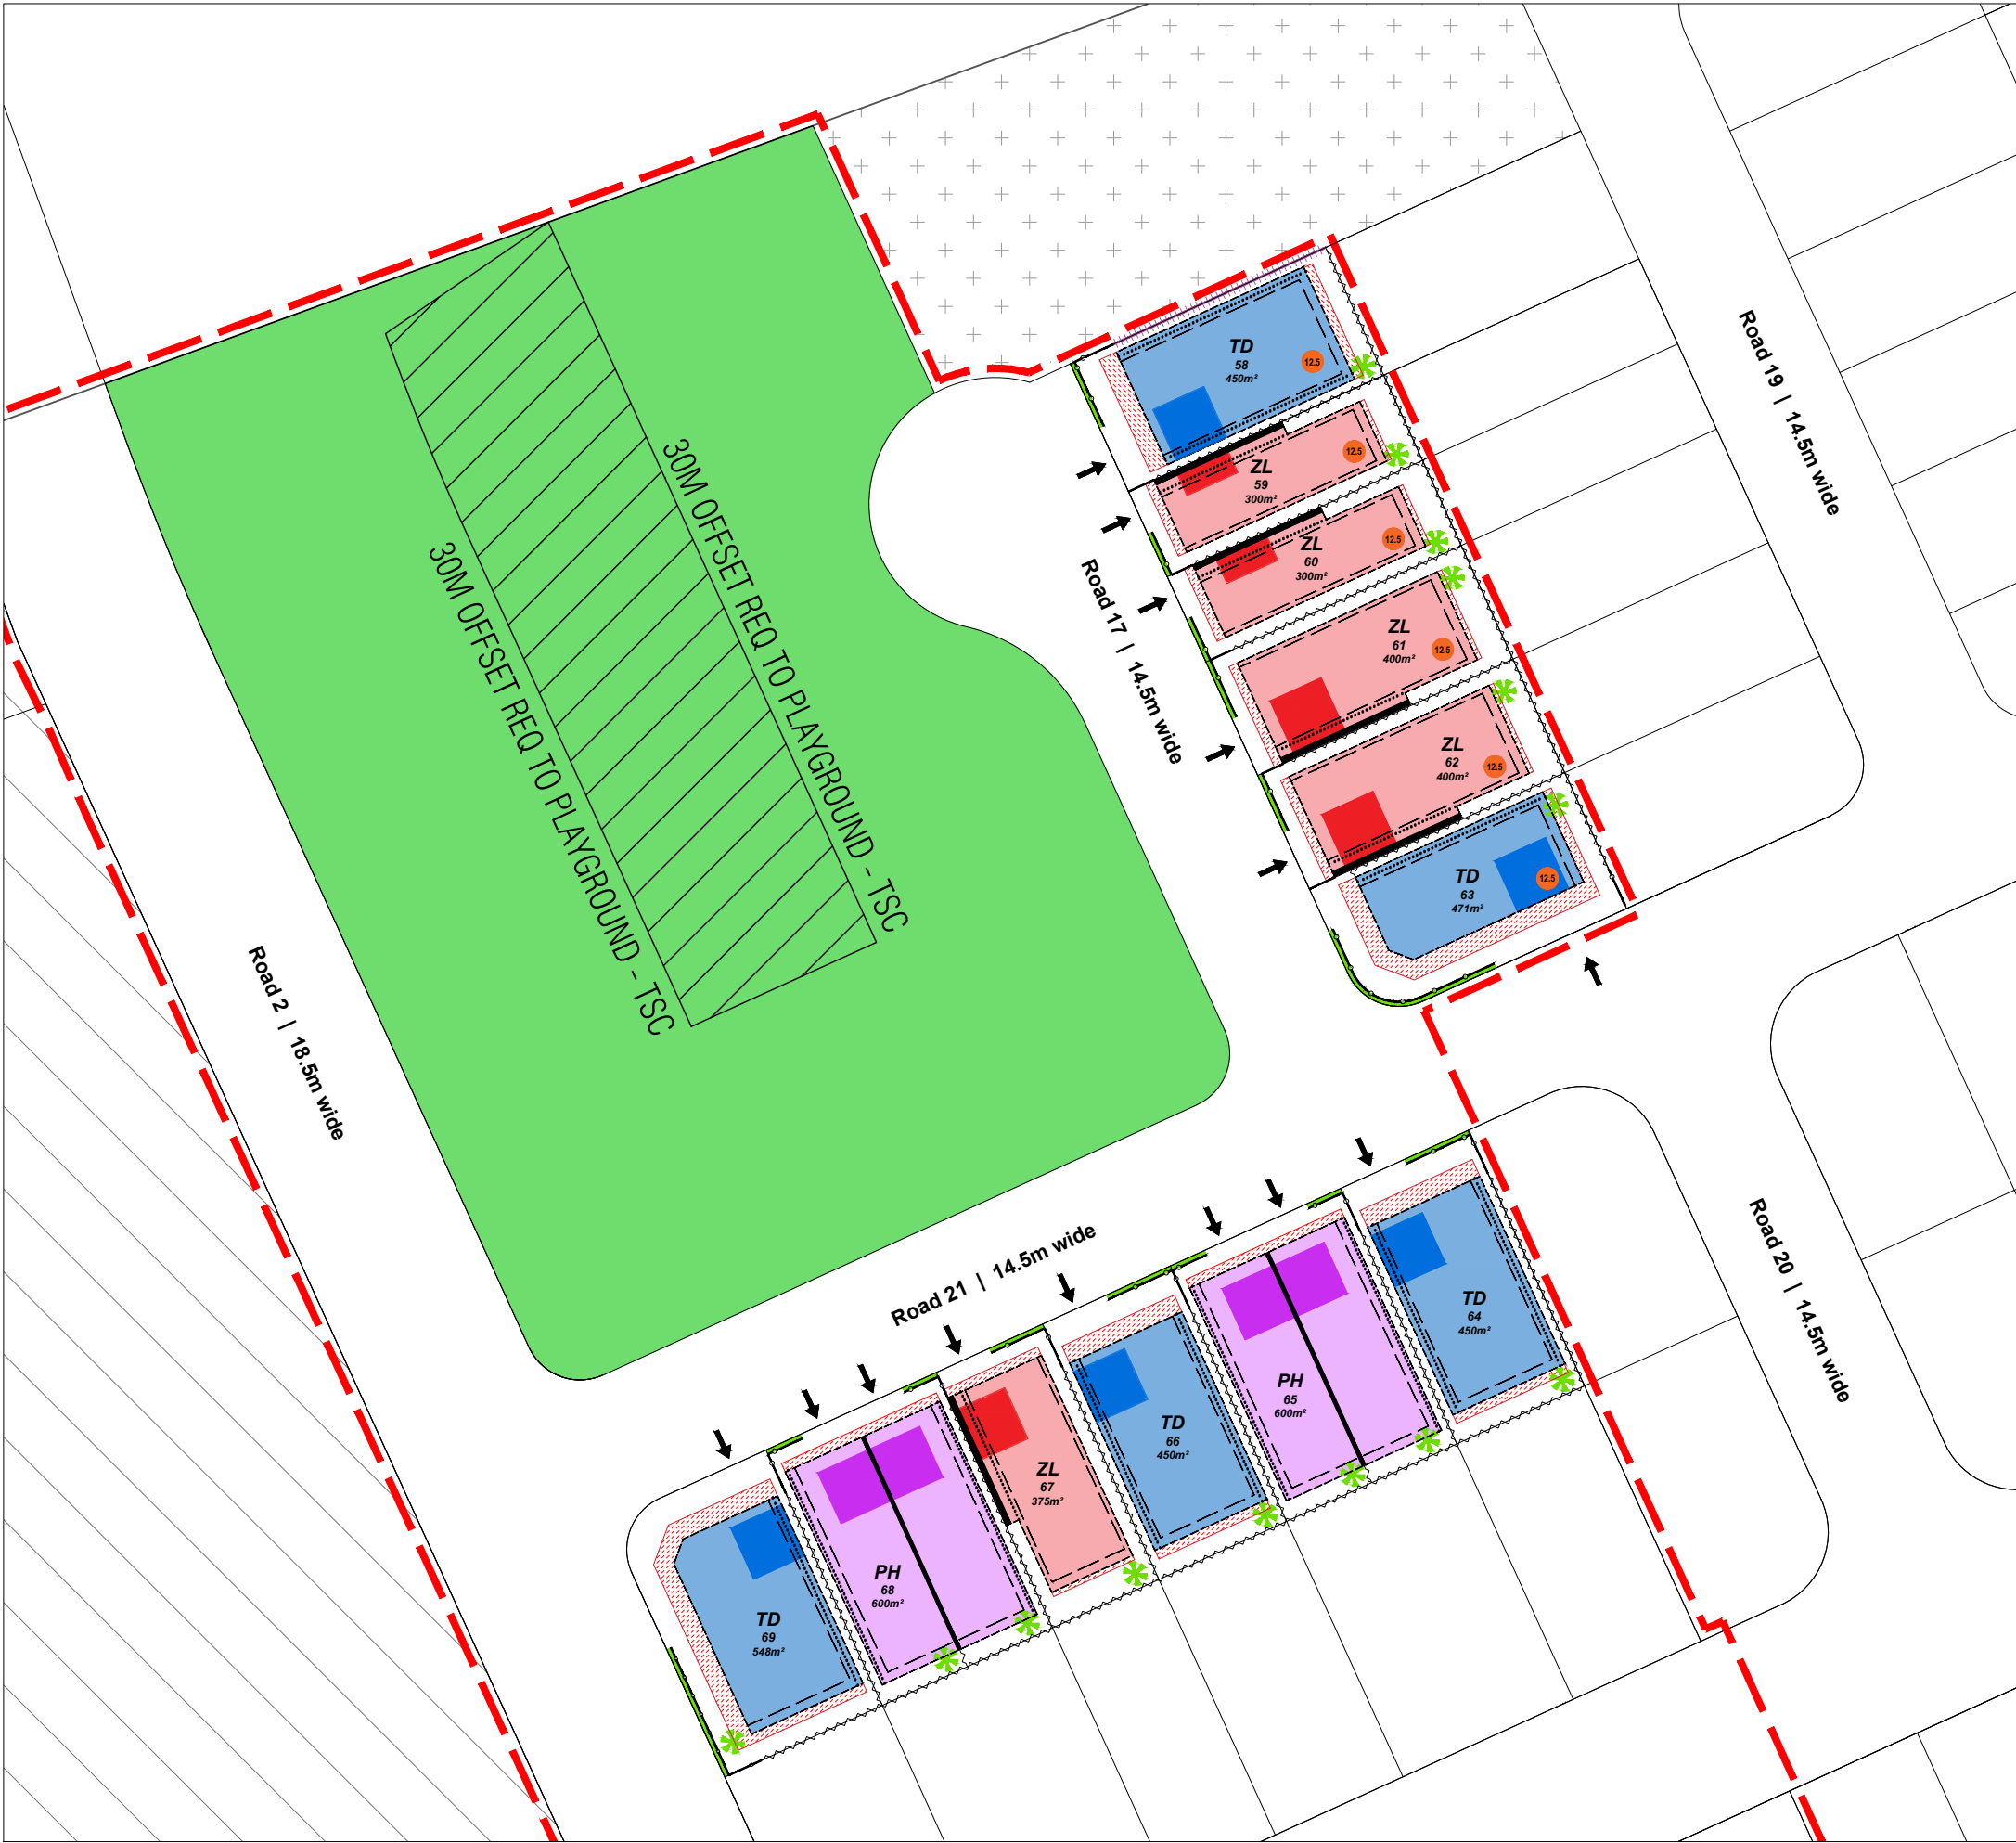 TD
58
450m²
12.5
ZL
59
300m²
12.5
ZL
60
300m²
12.5
ZL
61
400m²
12.5
ZL
62
400m²
12.5
TD
63
471m²
12.5
Road 19 | 14.5m wide
Road 17 | 14.5m wide
30M OFFSET REQ TO PLAYGROUND - TSC
30M OFFSET REQ TO PLAYGROUND - TSC
Road 2 | 18.5m wide
Road 21 | 14.5m wide
Road 20 | 14.5m wide
TD
64
450m²
PH
65
600m²
TD
66
450m²
ZL
67
375m²
PH
68
600m²
TD
69
548m²